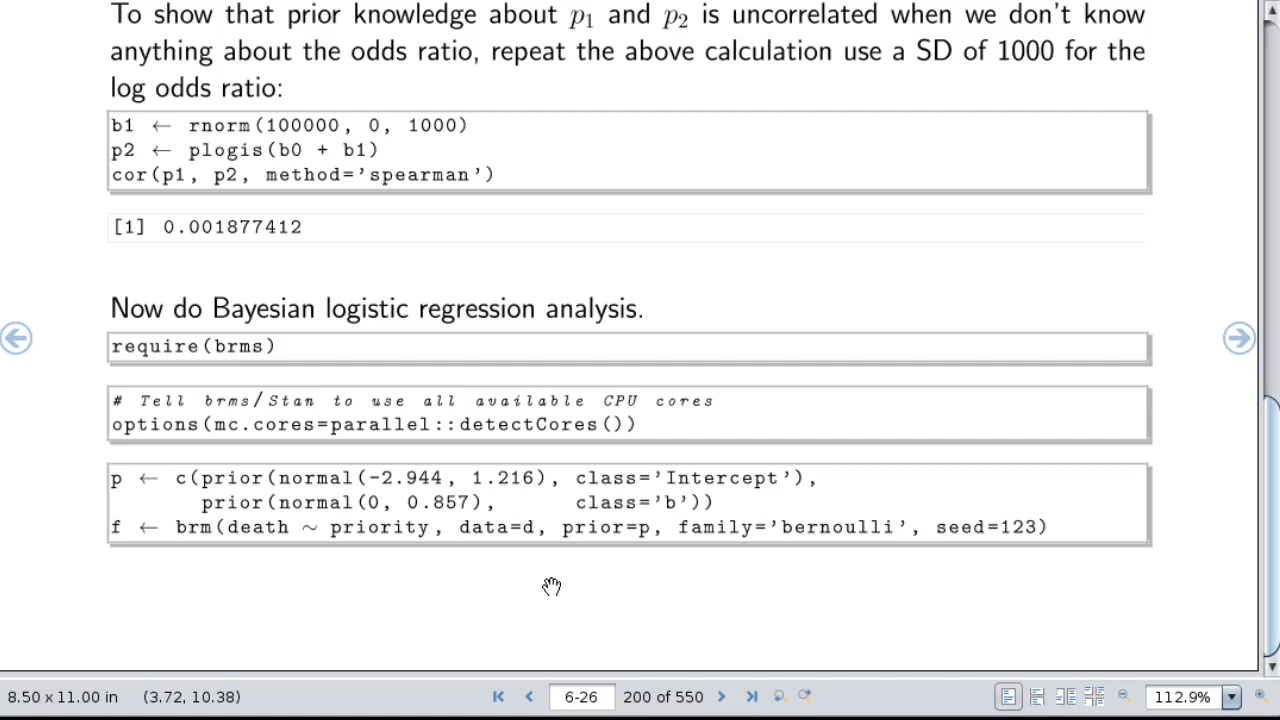 To show that prior knowledge about p1 and p2 is uncorrelated when we don't know
anything about the odds ratio, repeat the above calculation use a SD of 1000 for the
log odds ratio:
b1 ← rnorm(100000, 0, 1000)
p2 ← plogis(b0 + b1)
cor(p1, p2, method='spearman')
[1] 0.001877412
Now do Bayesian logistic regression analysis.
require(brms)
# Tell brms/Stan to use all available CPU cores
options(mc.cores=parallel::detectCores())
p ← c(prior(normal(-2.944, 1.216), class='Intercept'),
prior(normal(0, 0.857), class='b'))
f ← brm(death ~ priority, data=d, prior=p, family='bernoulli', seed=123)
8.50 x 11.00 in (3.72, 10.38) 6-26 200 of 550 112.9%